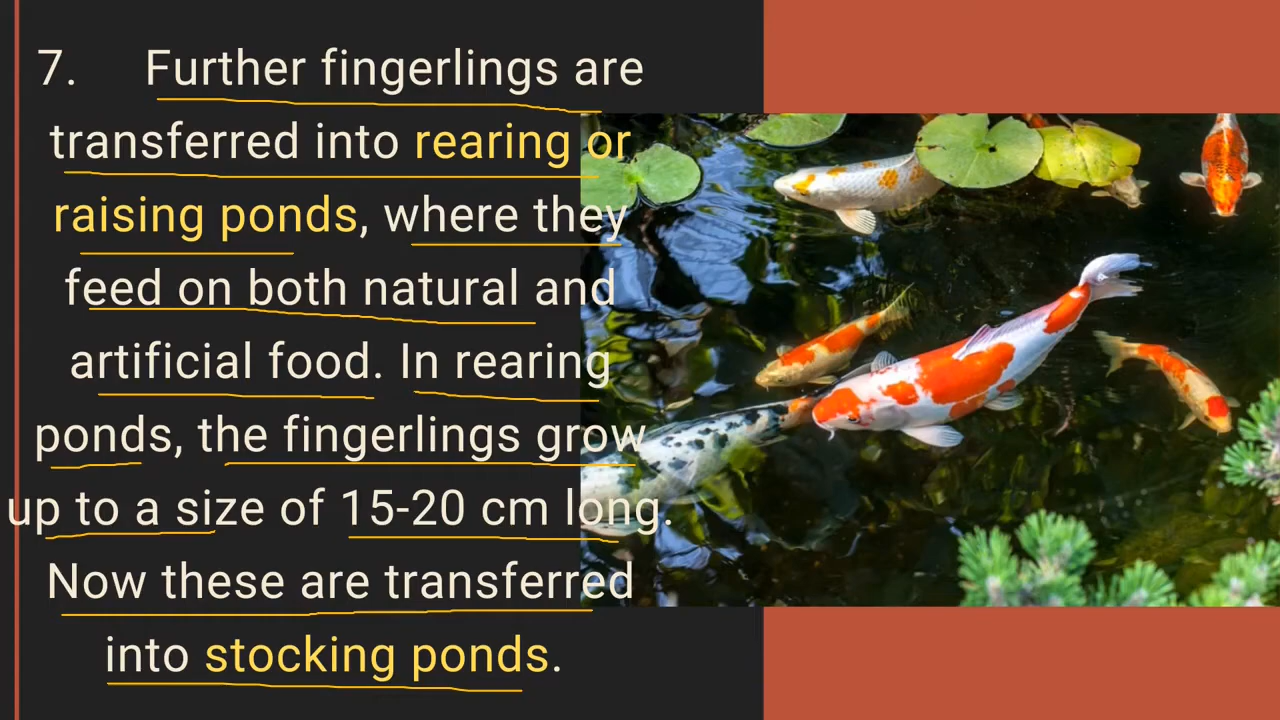 7. Further fingerlings are
transferred into rearing or
raising ponds, where they
feed on both natural and
artificial food. In rearing
ponds, the fingerlings grow
up to a size of 15-20 cm long.
Now these are transferred
into stocking ponds.